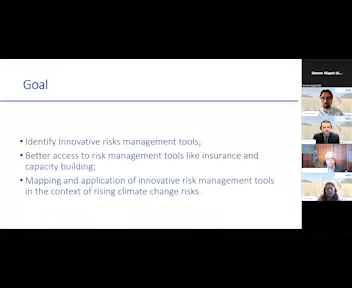 Goal
• Identify Innovative risks management tools;
• Better access to risk management tools like insurance and
capacity building;
• Mapping and application of innovative risk management tools
in the context of rising climate change risks.